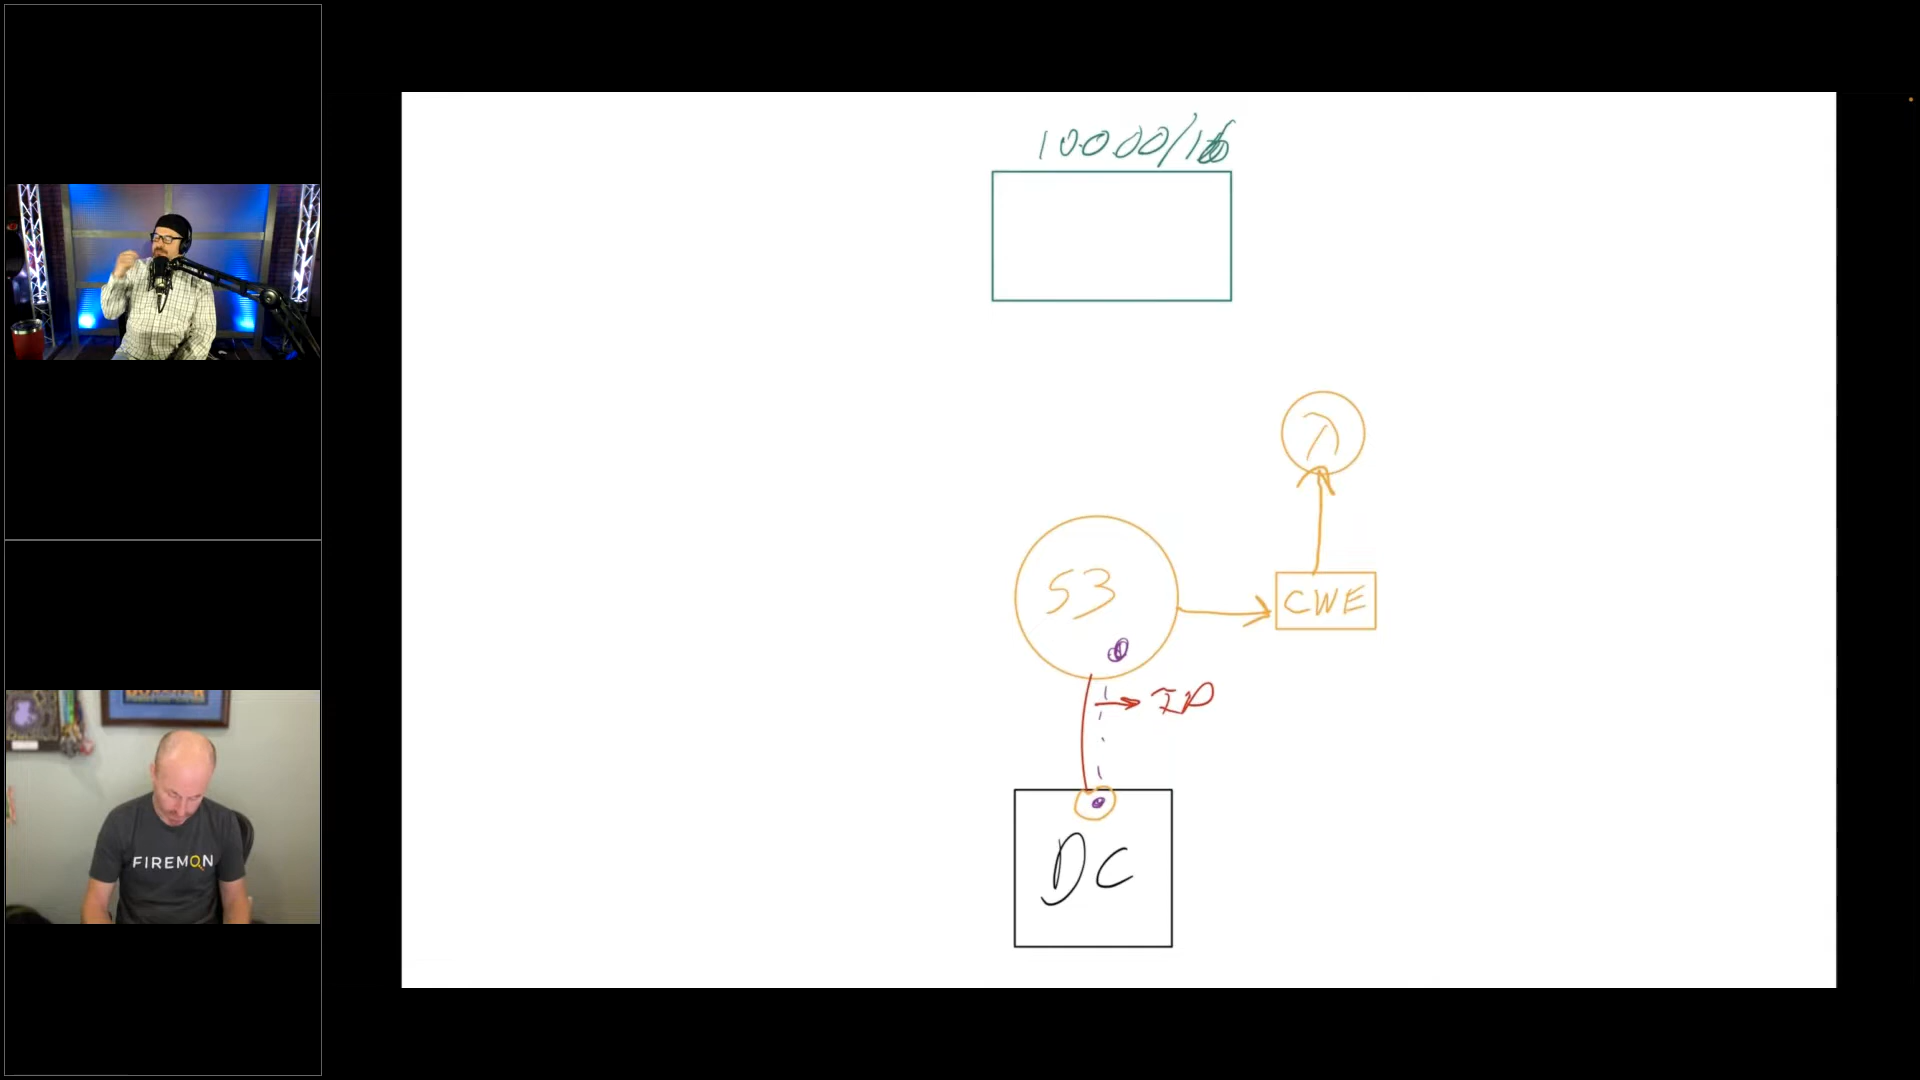 10.0.0.0/16
λ
S3
CWE
IP
DC
FIREMON